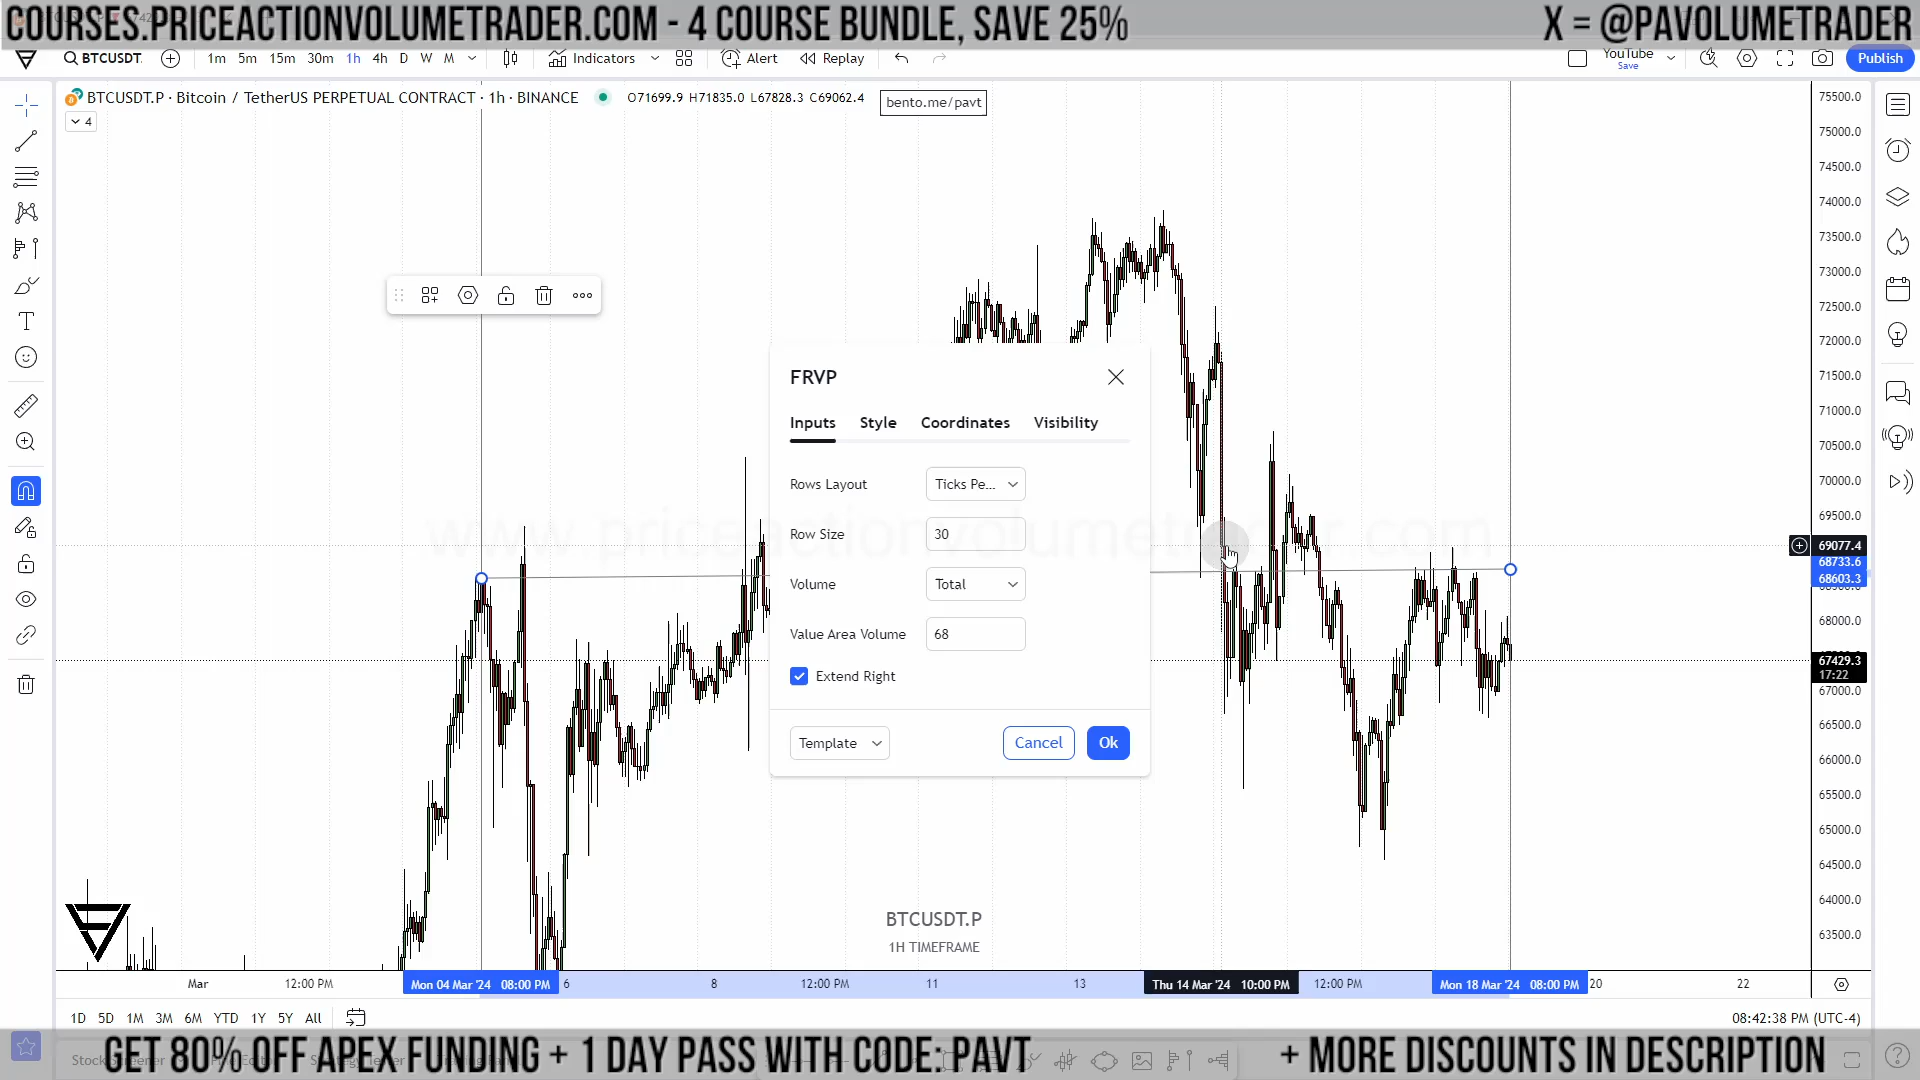 COURSES.PRICEACTIONVOLUMETRADER.COM - 4 COURSE BUNDLE, SAVE 25%
X = @PAVOLUMETRADER
BTCUSDT.
1m 5m 15m 30m 1h 4h D W M
Indicators
Alert
Replay
YouTube
Save
Publish
BTCUSDT.P · Bitcoin / TetherUS PERPETUAL CONTRACT · 1h · BINANCE
O71699.9 H71835.0 L67828.3 C69062.4
bento.me/pavt
4
75500.0
75000.0
74500.0
74000.0
73500.0
73000.0
72500.0
72000.0
71500.0
71000.0
70500.0
70000.0
69500.0
69077.4
68733.6
68603.3
68000.0
67429.3
17:22
67000.0
66500.0
66000.0
65500.0
65000.0
64500.0
64000.0
63500.0
FRVP
Inputs Style Coordinates Visibility
Rows Layout Ticks Pe...
Row Size 30
Volume Total
Value Area Volume 68
Extend Right
Template Cancel Ok
www.priceactionvolumetrader.com
BTCUSDT.P
1H TIMEFRAME
Mar 12:00 PM Mon 04 Mar '24 08:00 PM 6 8 12:00 PM 11 13 Thu 14 Mar '24 10:00 PM 12:00 PM Mon 18 Mar '24 08:00 PM 20 22
1D 5D 1M 3M 6M YTD 1Y 5Y All
08:42:38 PM (UTC-4)
GET 80% OFF APEX FUNDING + 1 DAY PASS WITH CODE: PAVT
+ MORE DISCOUNTS IN DESCRIPTION